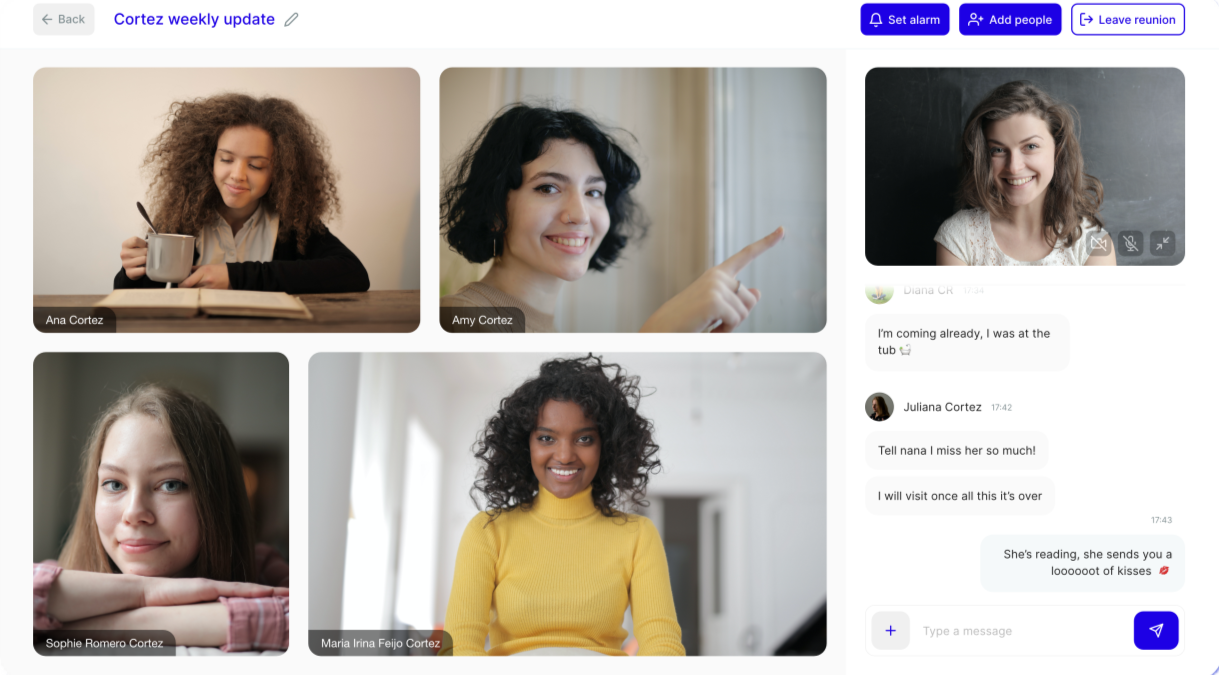 Back
Cortez weekly update
Set alarm
Add people
Leave reunion
Ana Cortez
Amy Cortez
Sophie Romero Cortez
Maria Irina Feijo Cortez
Diana CR 17:34
I'm coming already, I was at the
tub
Juliana Cortez 17:42
Tell nana I miss her so much!
I will visit once all this it's over
17:43
She's reading, she sends you a
loooooot of kisses
Type a message